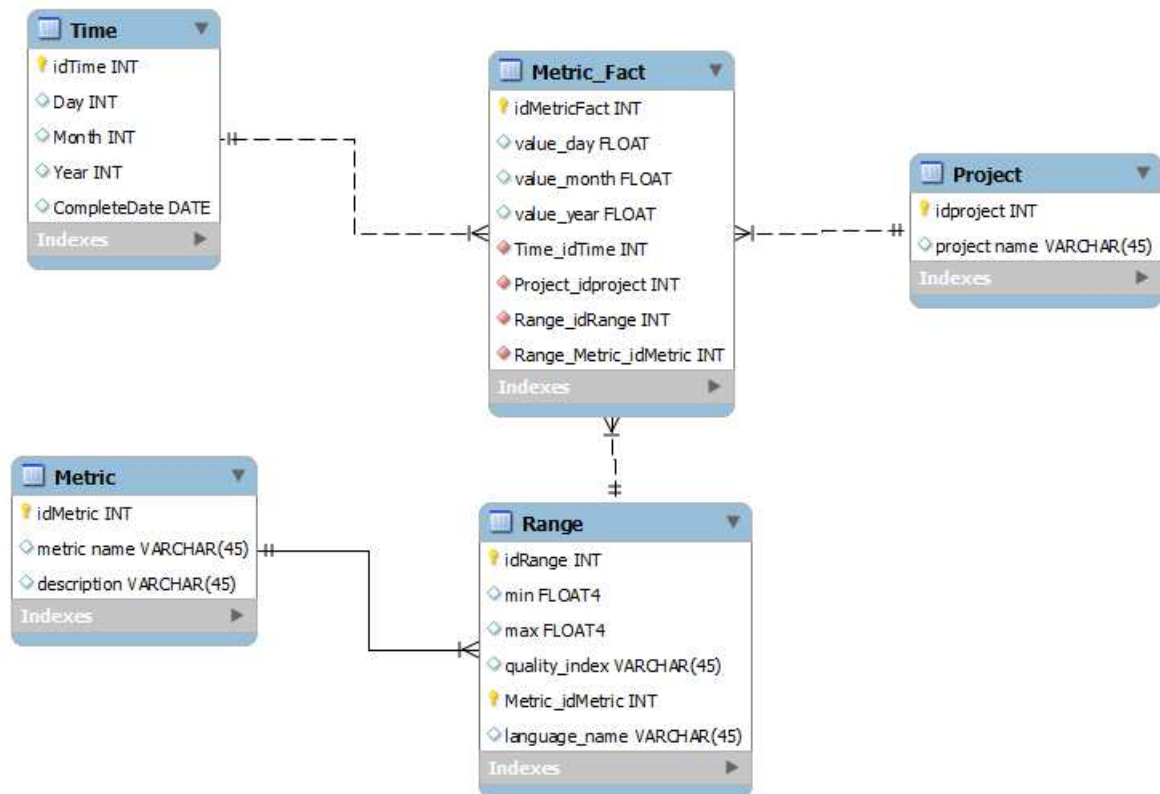 Time
idTime INT
Day INT
Month INT
Year INT
CompleteDate DATE
Indexes
Metric_Fact
idMetricFact INT
value_day FLOAT
value_month FLOAT
value_year FLOAT
Time_idTime INT
Project_idproject INT
Range_idRange INT
Range_Metric_idMetric INT
Indexes
Project
idproject INT
project name VARCHAR(45)
Indexes
Metric
idMetric INT
metric name VARCHAR(45)
description VARCHAR(45)
Indexes
Range
idRange INT
min FLOAT4
max FLOAT4
quality_index VARCHAR(45)
Metric_idMetric INT
language_name VARCHAR(45)
Indexes